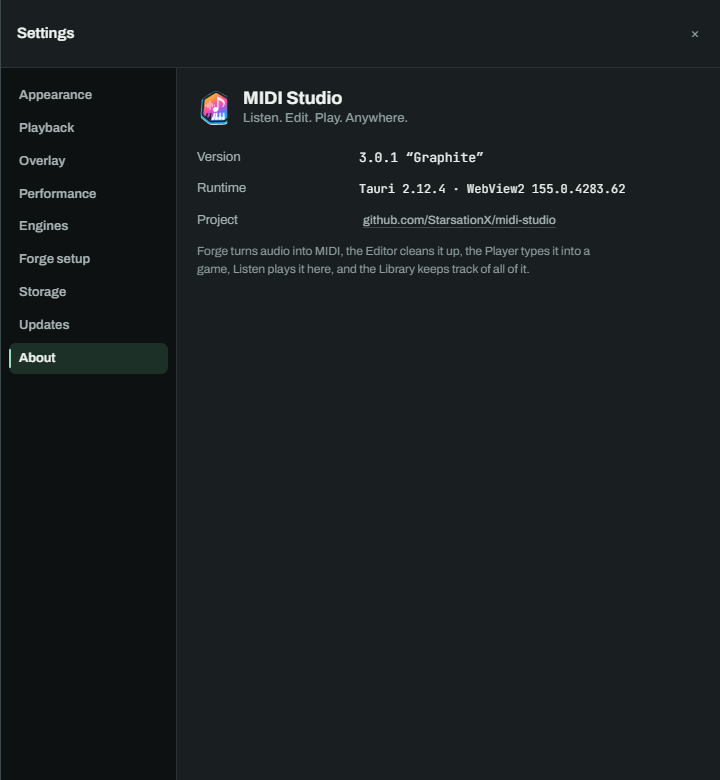 Settings
×
Appearance
Playback
Overlay
Performance
Engines
Forge setup
Storage
Updates
About
MIDI Studio
Listen. Edit. Play. Anywhere.
Version 3.0.1 “Graphite”
Runtime Tauri 2.12.4 · WebView2 155.0.4283.62
Project github.com/StarsationX/midi-studio
Forge turns audio into MIDI, the Editor cleans it up, the Player types it into a
game, Listen plays it here, and the Library keeps track of all of it.